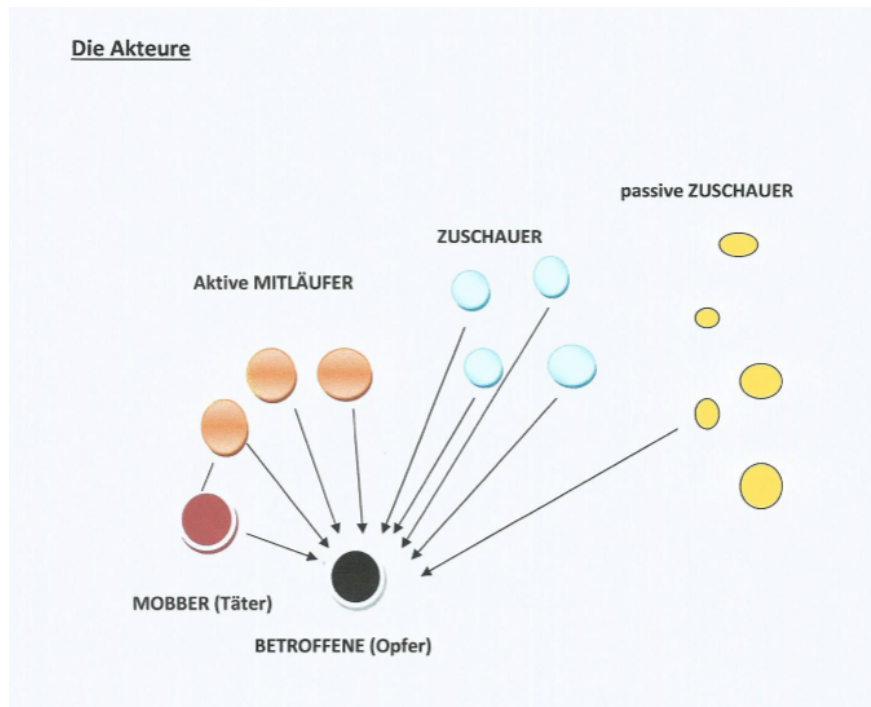 Die Akteure
passive ZUSCHAUER
ZUSCHAUER
Aktive MITLÄUFER
MOBBER (Täter)
BETROFFENE (Opfer)